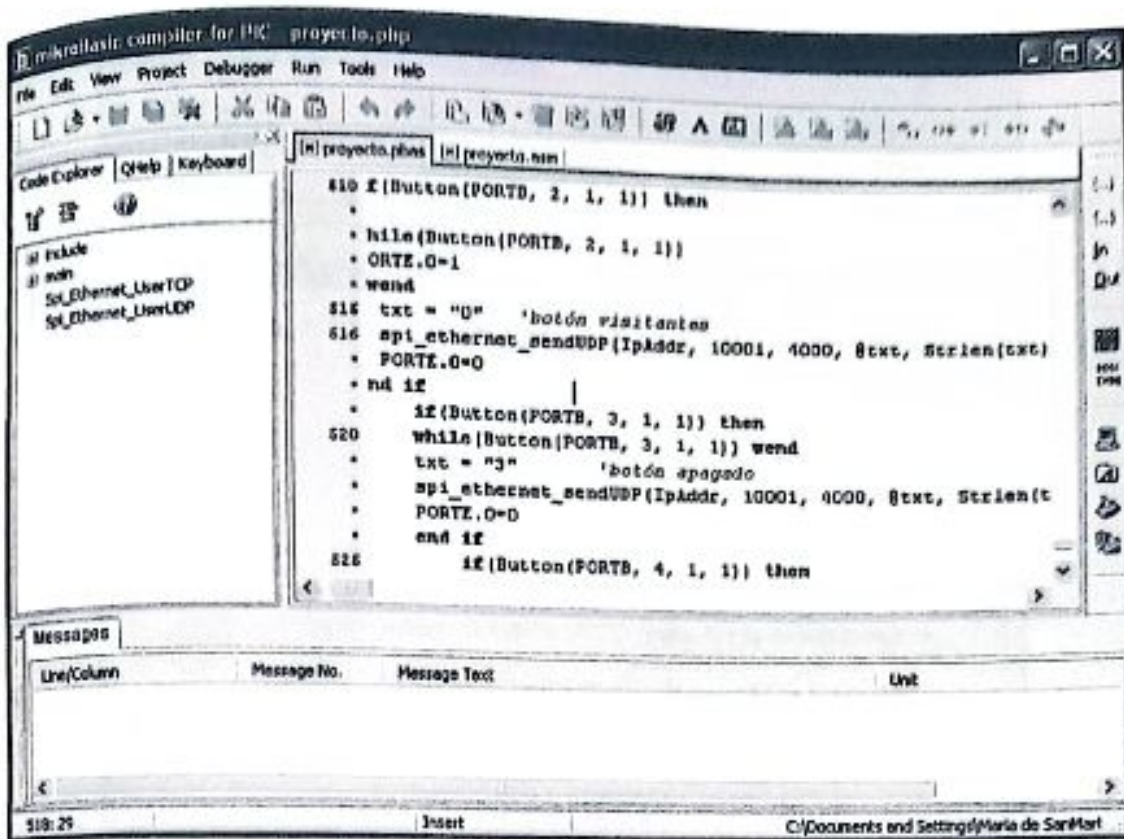 mikroBasic compiler for PIC proyecto.php
File Edit View Project Debugger Run Tools Help
Code Explorer QHelp Keyboard
include
main
Spi_Ethernet_UserTCP
Spi_Ethernet_UserUDP
proyecto.pbas proyecto.asm
510 f(Button(PORTB, 2, 1, 1)) then
hile(Button(PORTB, 2, 1, 1))
ORTE.0=1
wend
515 txt = "0" 'botón visitantes
516 spi_ethernet_sendUDP(IpAddr, 10001, 4000, @txt, Strlen(txt)
PORTE.0=0
nd if
if(Button(PORTB, 3, 1, 1)) then
520 while(Button(PORTB, 3, 1, 1)) wend
txt = "3" 'botón apagado
spi_ethernet_sendUDP(IpAddr, 10001, 4000, @txt, Strlen(t
PORTE.0=0
end if
525 if(Button(PORTB, 4, 1, 1)) then
Messages
Line/Column Message No. Message Text Unit
518: 29 Insert C:\Documents and Settings\Maria de SanMart